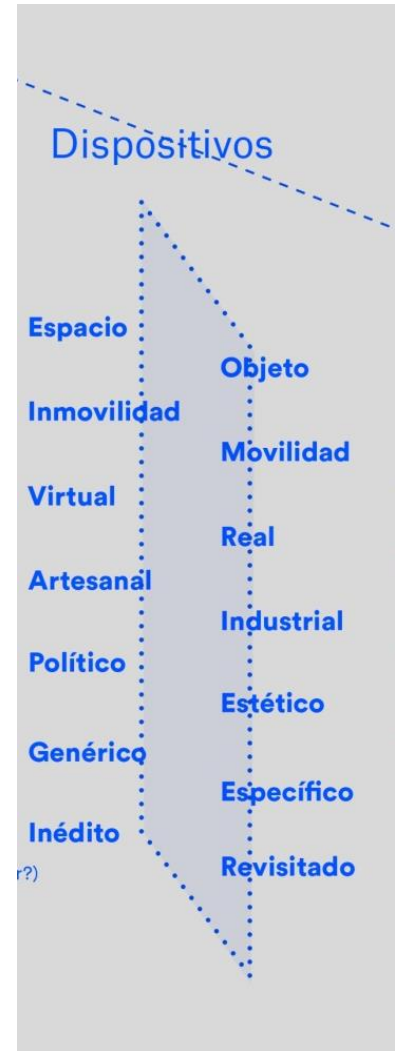 Dispositivos
Espacio
Objeto
Inmovilidad
Movilidad
Virtual
Real
Artesanal
Industrial
Político
Estético
Genérico
Específico
Inédito
Revisitado
r?)